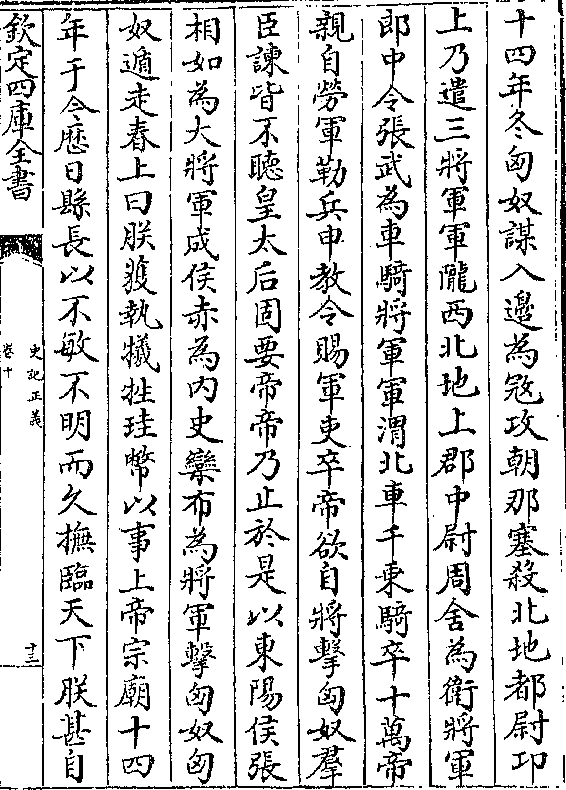 十四年冬匈奴謀入邊為宼攻朝那塞殺北地都尉卭
上乃遣三將軍軍隴西北地上郡中尉周舍為衛將軍
郎中令張武為車騎將軍軍渭北車千乗騎卒十萬帝
親自勞軍勒兵申教令賜軍吏卒帝欲自將擊匈奴羣
臣諫皆不聽皇太后固要帝帝乃止於是以東陽侯張
相如為大將軍成侯赤為内史欒布為將軍擊匈奴匈
奴遁走春上曰朕獲執犧牲珪幣以事上帝宗廟十四
年于今厯日縣長以不敏不明而久撫臨天下朕甚自
欽定四庫全書
史記正義
卷十
十三